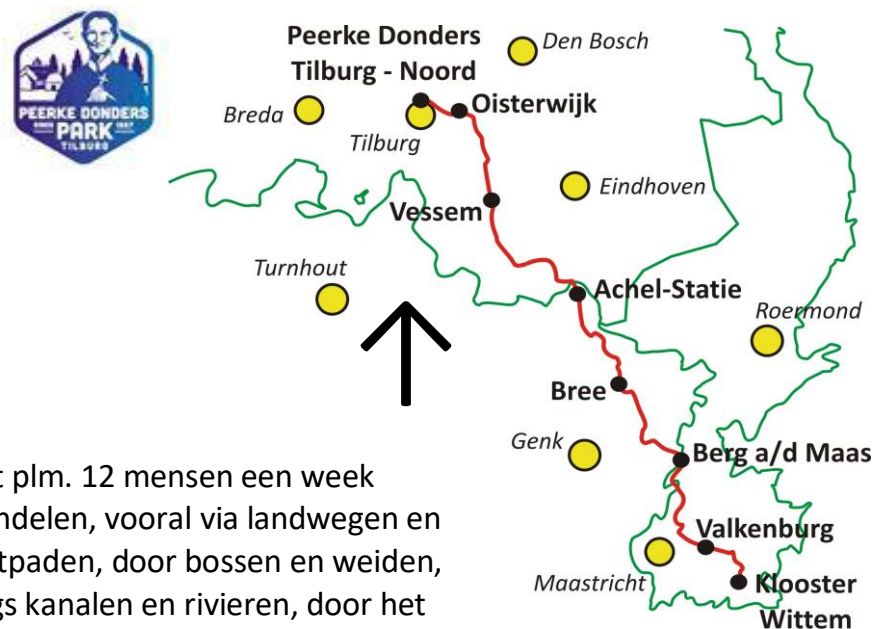 PEERKE DONDERS
PARK
TILBURG
Peerke Donders
Tilburg - Noord
Den Bosch
Breda
Oisterwijk
Tilburg
Eindhoven
Vessem
Turnhout
Achel-Statie
Roermond
Bree
Genk
Berg a/d Maas
Valkenburg
Maastricht
Klooster
Wittem
t plm. 12 mensen een week
ndelen, vooral via landwegen en
tpaden, door bossen en weiden,
gs kanalen en rivieren, door het